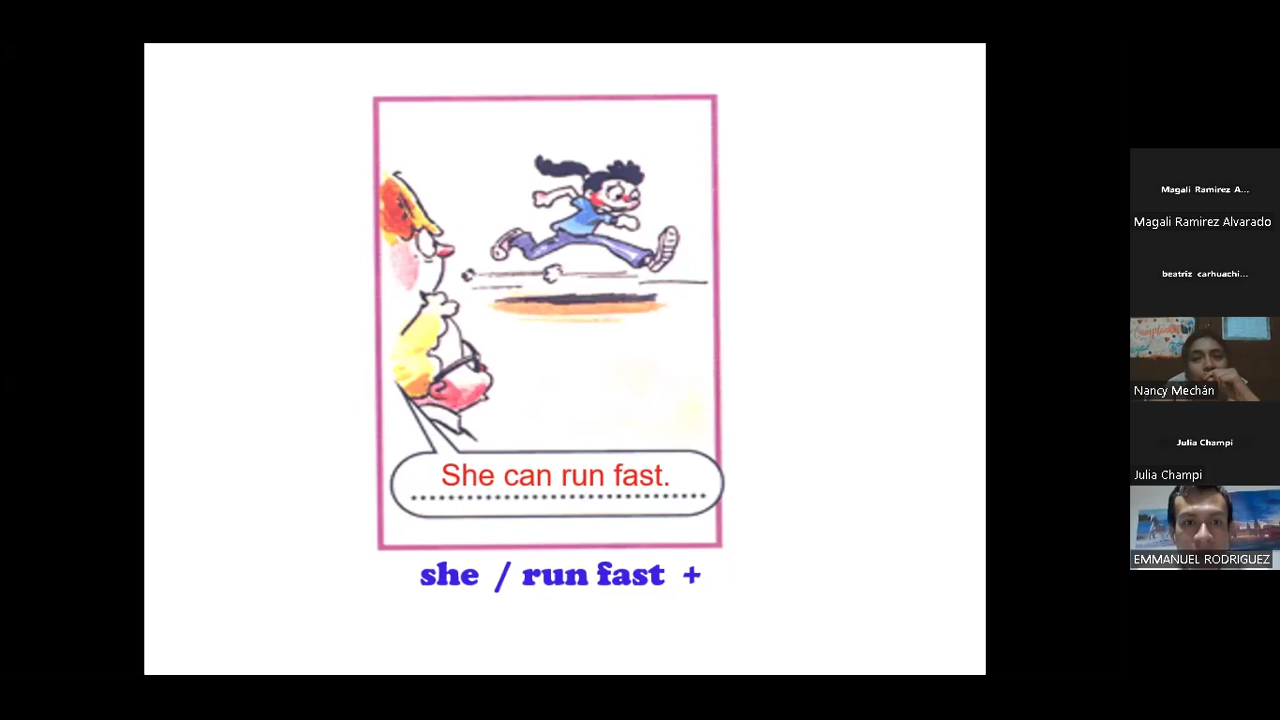 She can run fast.
she / run fast +
Magali Ramirez A...
Magali Ramirez Alvarado
beatriz carhuachi...
Nancy Mechán
Julia Champi
Julia Champi
EMMANUEL RODRIGUEZ